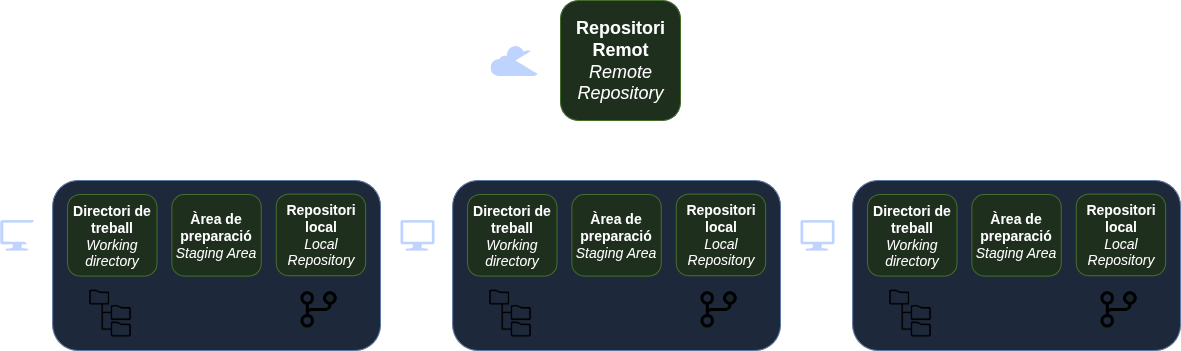 Repositori
Remot
Remote
Repository
Directori de
treball
Working
directory
Àrea de
preparació
Staging Area
Repositori
local
Local
Repository
Directori de
treball
Working
directory
Àrea de
preparació
Staging Area
Repositori
local
Local
Repository
Directori de
treball
Working
directory
Àrea de
preparació
Staging Area
Repositori
local
Local
Repository